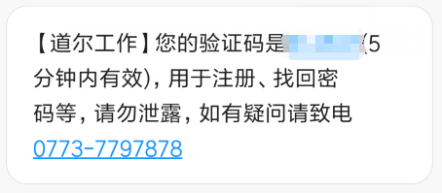 【道尔工作】您的验证码是(5
分钟内有效)，用于注册、找回密
码等，请勿泄露，如有疑问请致电
0773-7797878